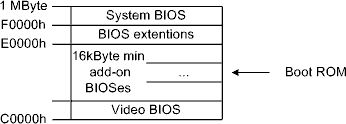 1 MByte
System BIOS
F0000h
BIOS extentions
E0000h
16kByte min
add-on
...
BIOSes
Boot ROM
Video BIOS
C0000h